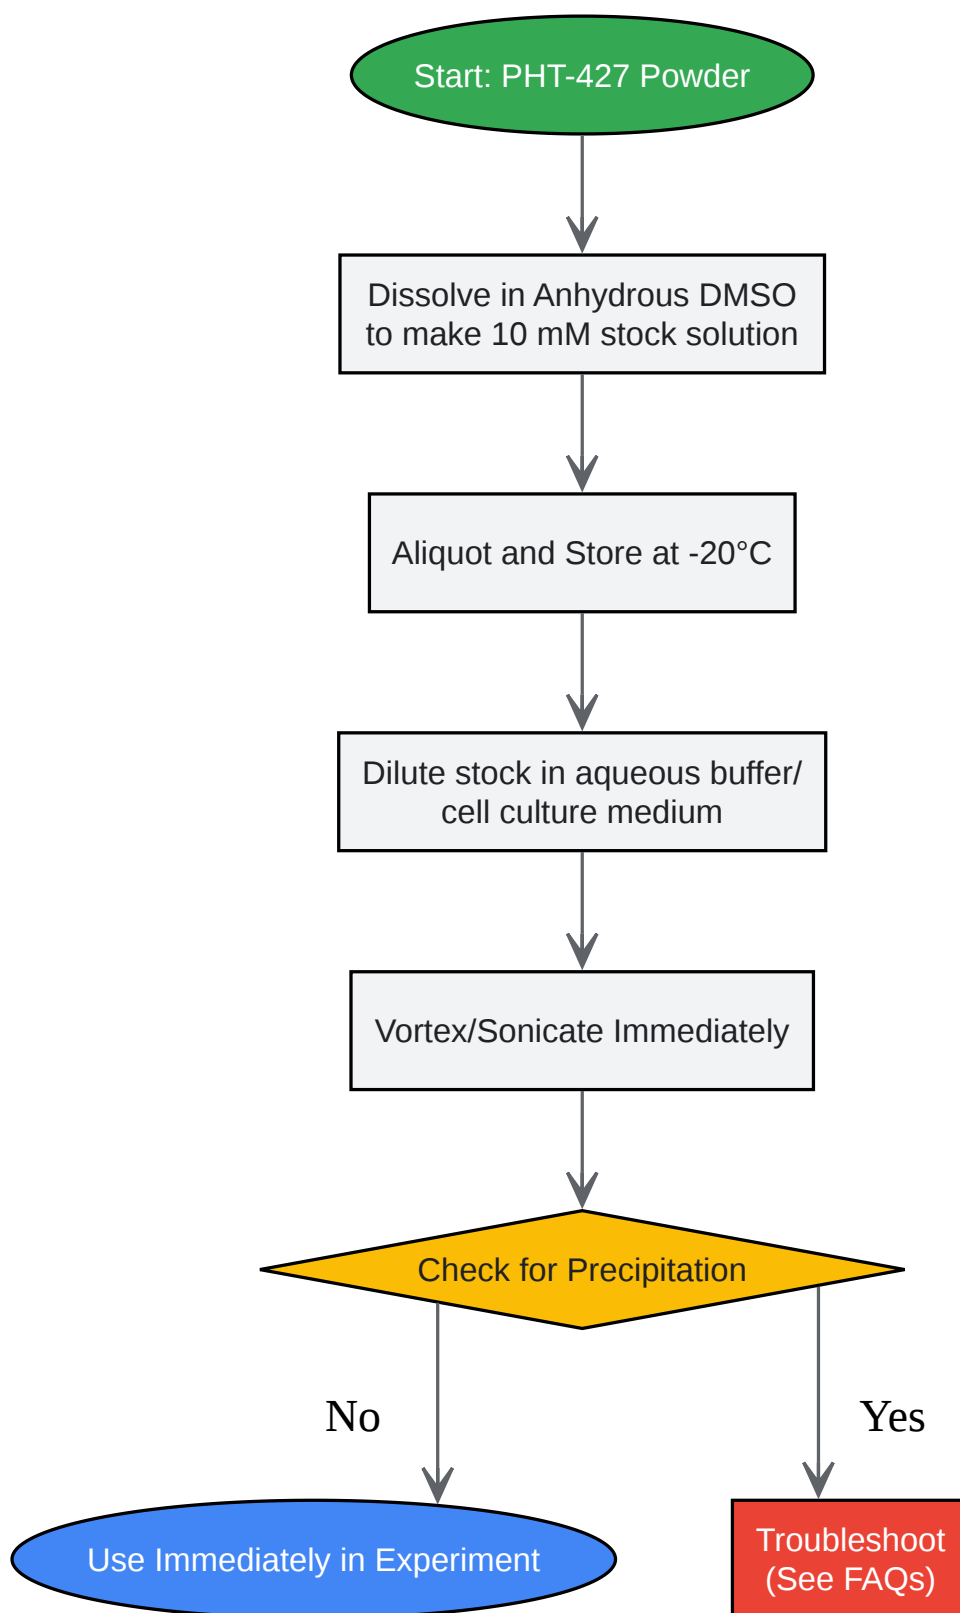 Start: PHT-427 Powder
Dissolve in Anhydrous DMSO
to make 10 mM stock solution
Aliquot and Store at -20°C
Dilute stock in aqueous buffer/
cell culture medium
Vortex/Sonicate Immediately
Check for Precipitation
No
Yes
Use Immediately in Experiment
Troubleshoot
(See FAQs)